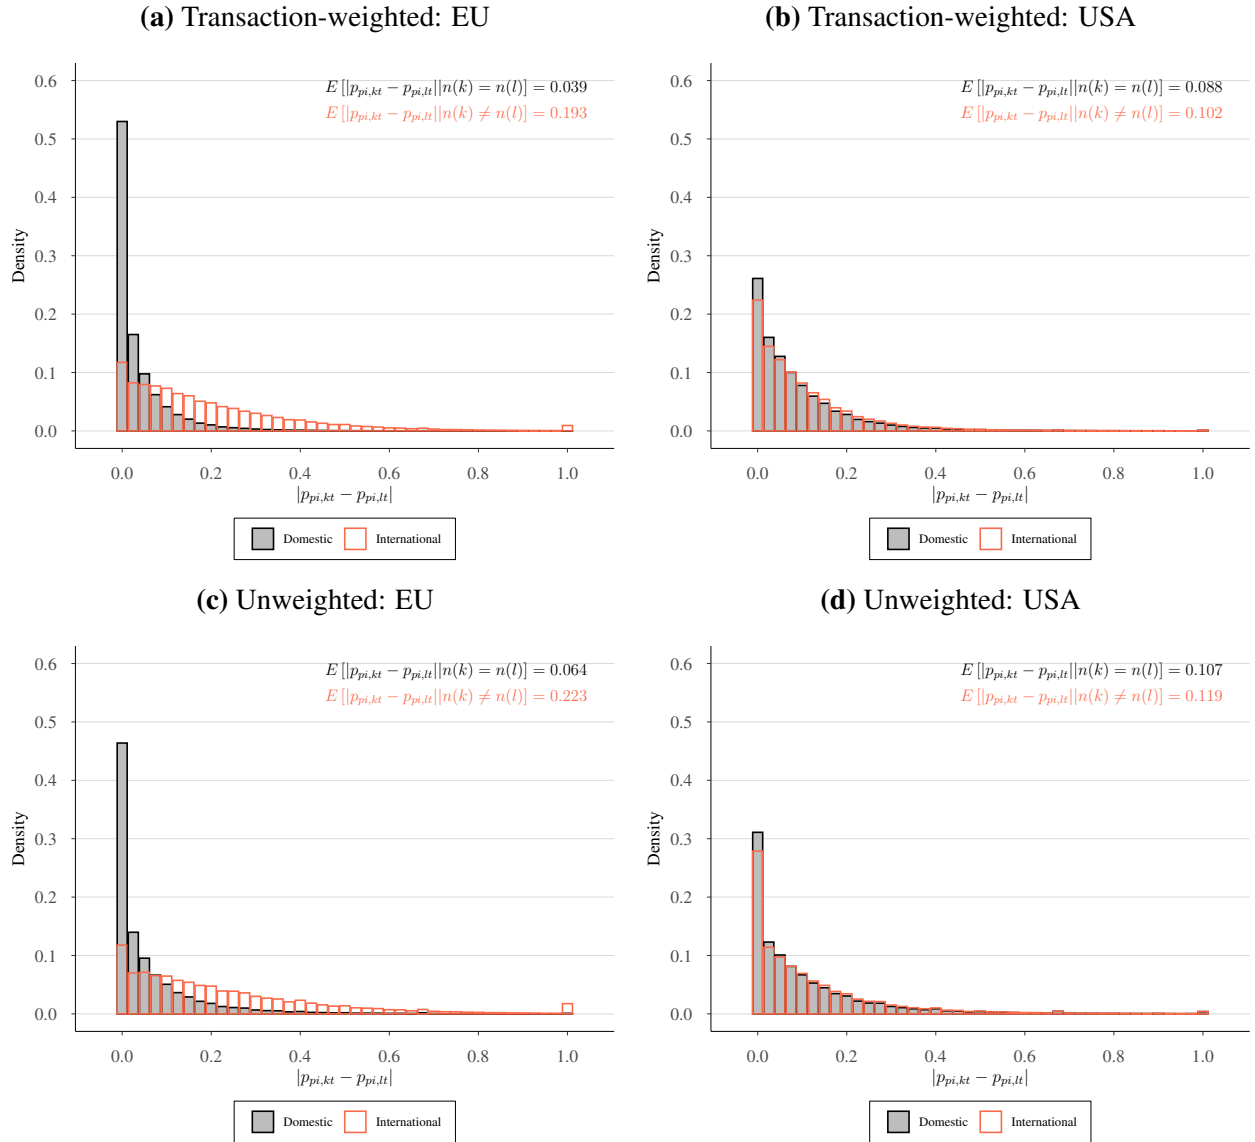 (a) Transaction-weighted: EU
E [|p_{pi,kt} − p_{pi,lt}||n(k) = n(l)] = 0.039
E [|p_{pi,kt} − p_{pi,lt}||n(k) ≠ n(l)] = 0.193
0.6
0.5
0.4
0.3
0.2
0.1
0.0
Density
0.0 0.2 0.4 0.6 0.8 1.0
|p_{pi,kt} − p_{pi,lt}|
Domestic International
(b) Transaction-weighted: USA
E [|p_{pi,kt} − p_{pi,lt}||n(k) = n(l)] = 0.088
E [|p_{pi,kt} − p_{pi,lt}||n(k) ≠ n(l)] = 0.102
0.6
0.5
0.4
0.3
0.2
0.1
0.0
Density
0.0 0.2 0.4 0.6 0.8 1.0
|p_{pi,kt} − p_{pi,lt}|
Domestic International
(c) Unweighted: EU
E [|p_{pi,kt} − p_{pi,lt}||n(k) = n(l)] = 0.064
E [|p_{pi,kt} − p_{pi,lt}||n(k) ≠ n(l)] = 0.223
0.6
0.5
0.4
0.3
0.2
0.1
0.0
Density
0.0 0.2 0.4 0.6 0.8 1.0
|p_{pi,kt} − p_{pi,lt}|
Domestic International
(d) Unweighted: USA
E [|p_{pi,kt} − p_{pi,lt}||n(k) = n(l)] = 0.107
E [|p_{pi,kt} − p_{pi,lt}||n(k) ≠ n(l)] = 0.119
0.6
0.5
0.4
0.3
0.2
0.1
0.0
Density
0.0 0.2 0.4 0.6 0.8 1.0
|p_{pi,kt} − p_{pi,lt}|
Domestic International